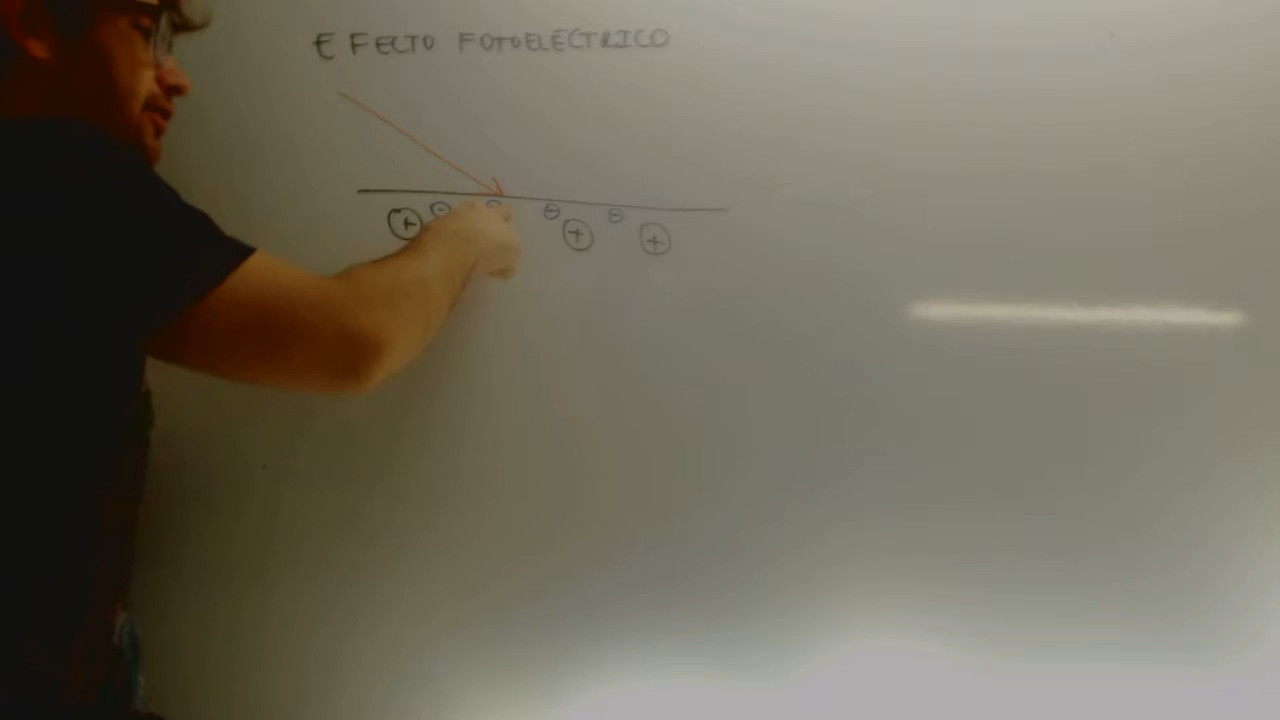 EFECTO FOTOELÉCTRICO
+ - - - + - +